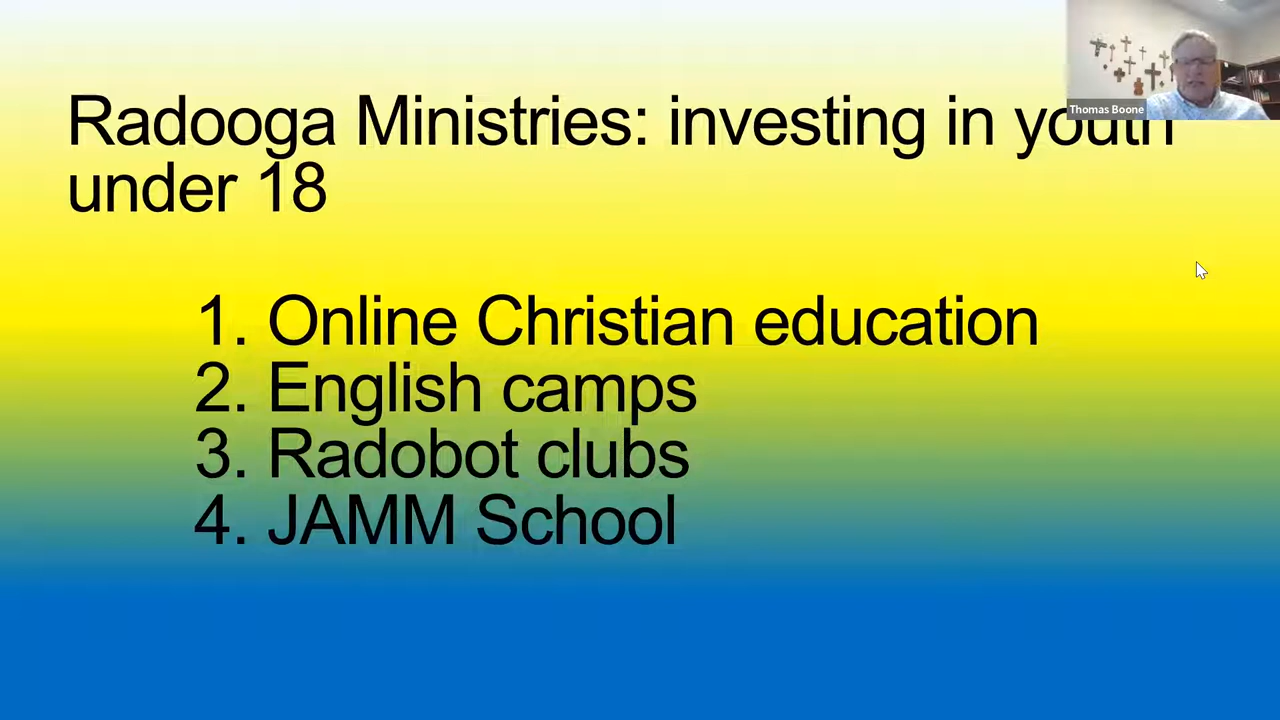 Radooga Ministries: investing in youth
under 18
1. Online Christian education
2. English camps
3. Radobot clubs
4. JAMM School
Thomas Boone